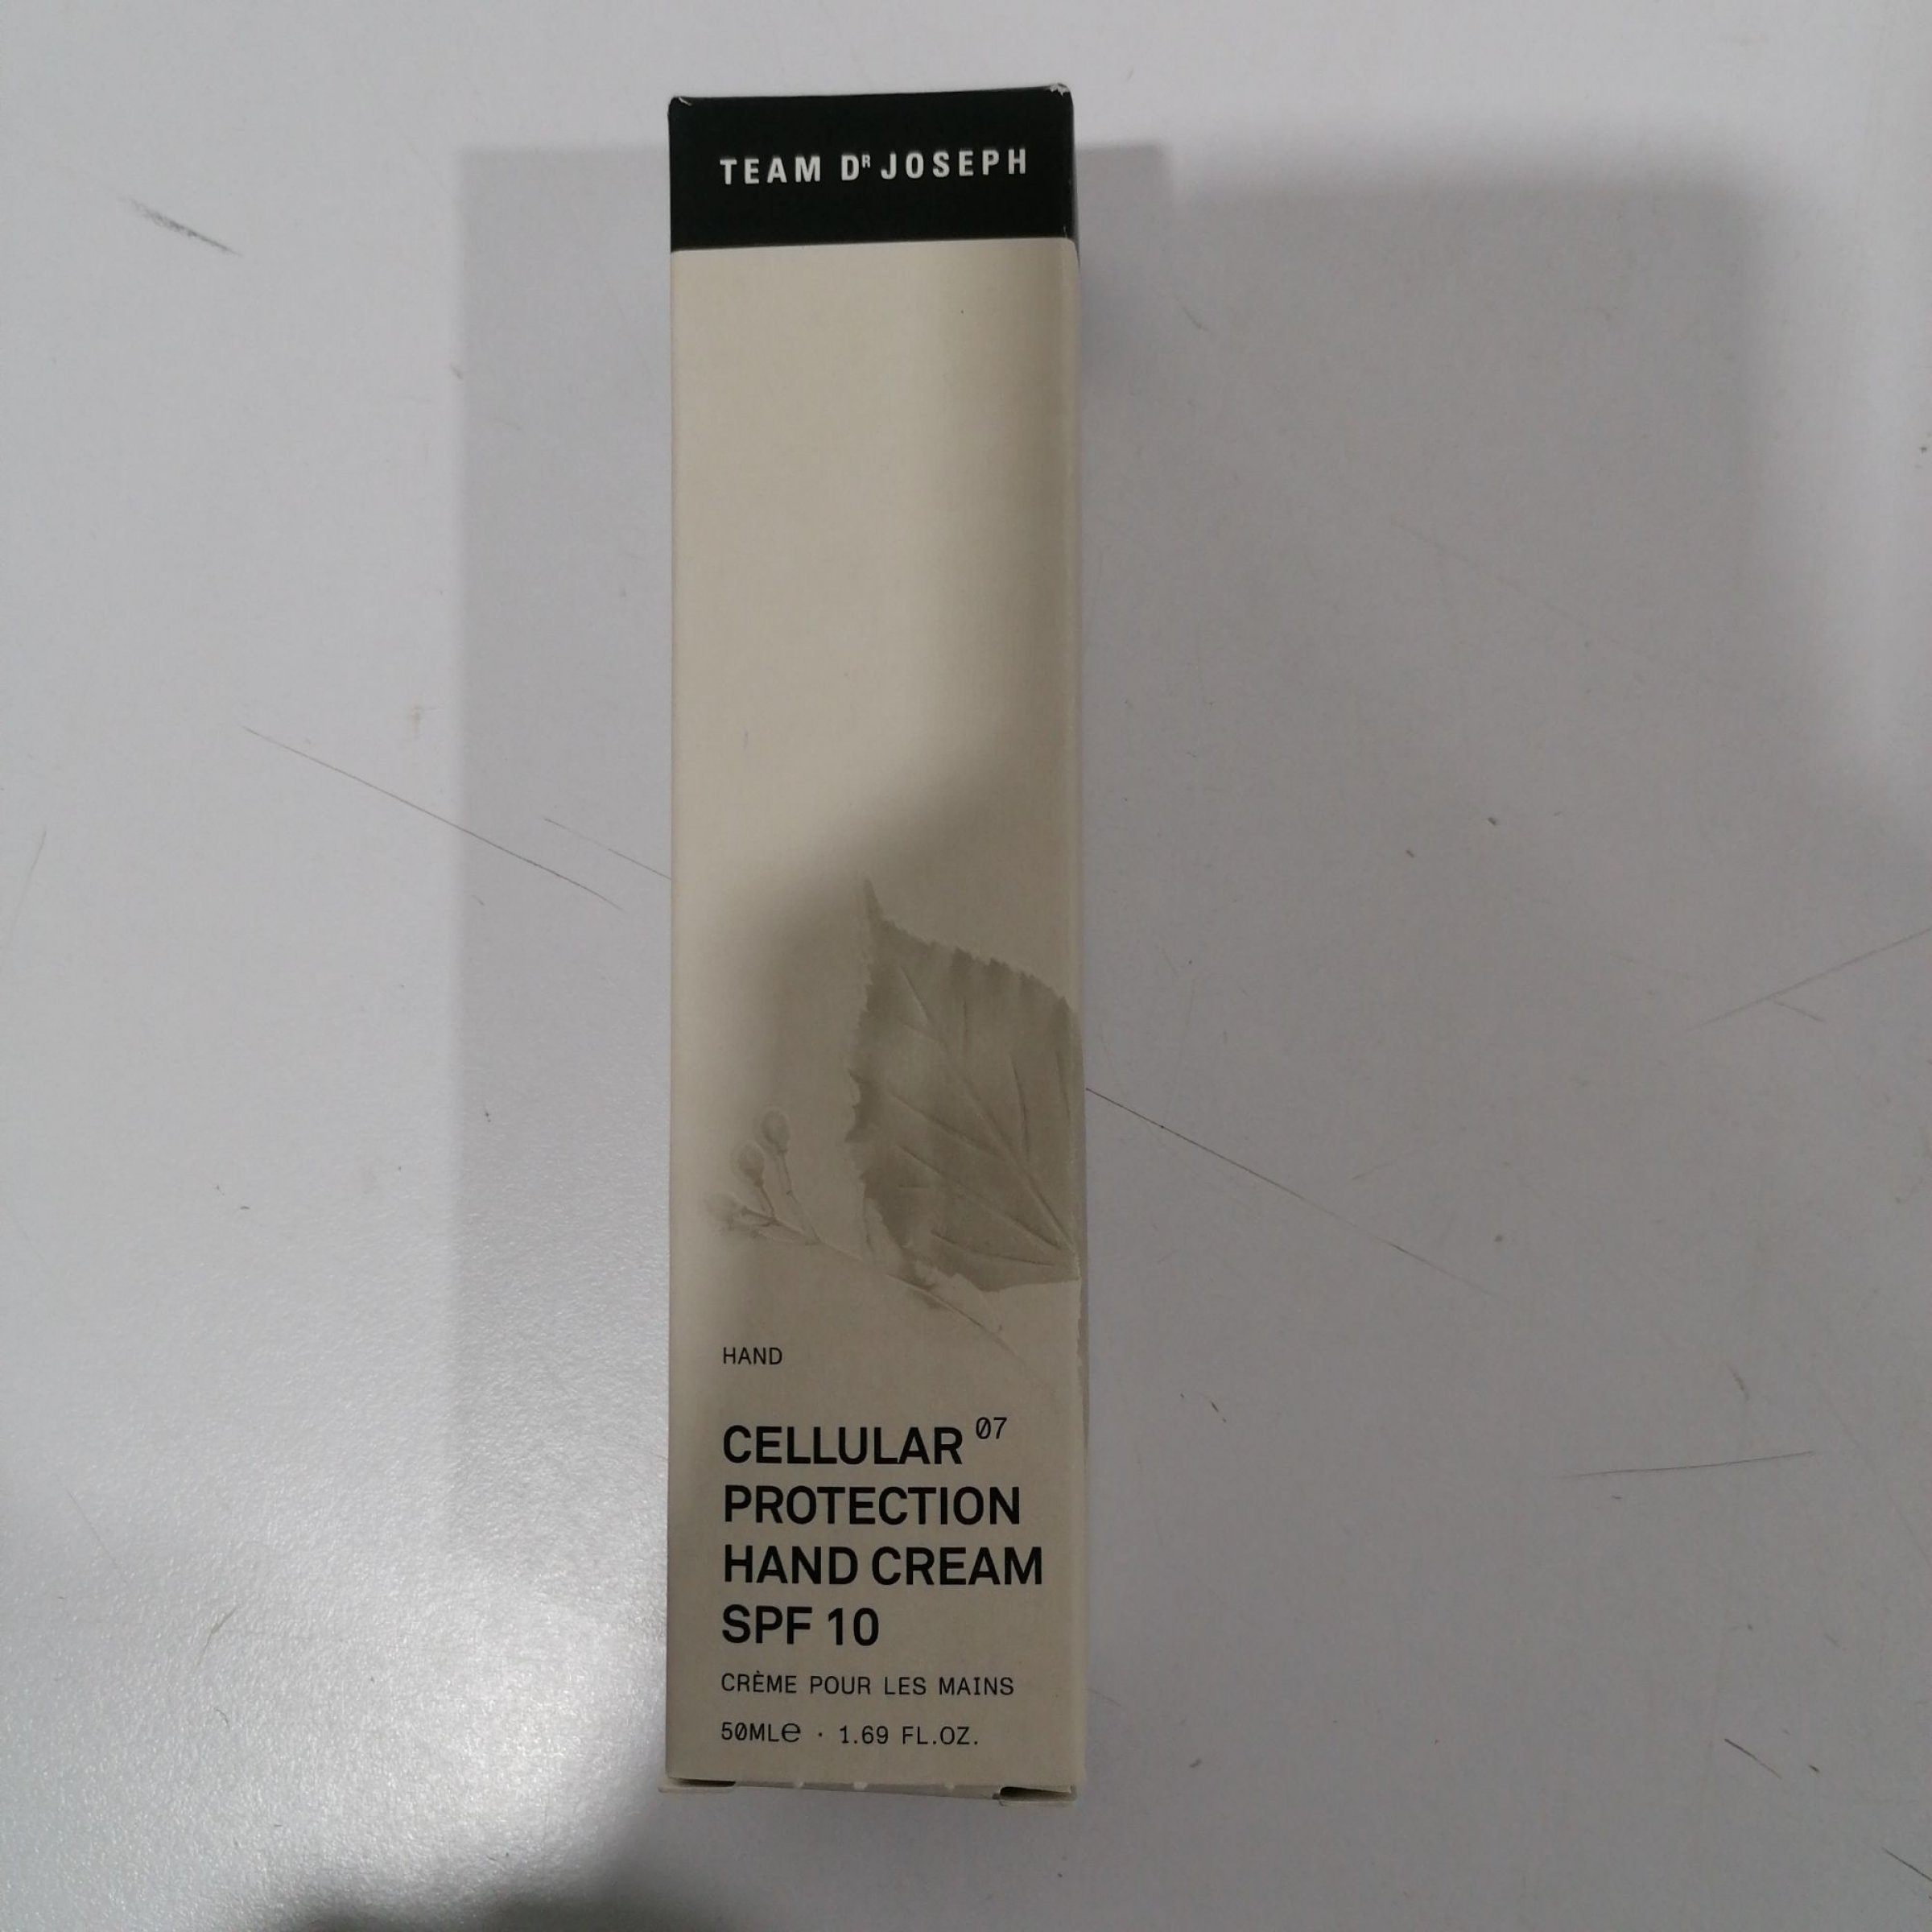 TEAM DR JOSEPH
HAND
CELLULAR 07
PROTECTION
HAND CREAM
SPF 10
CRÈME POUR LES MAINS
50MLe · 1.69 FL.OZ.